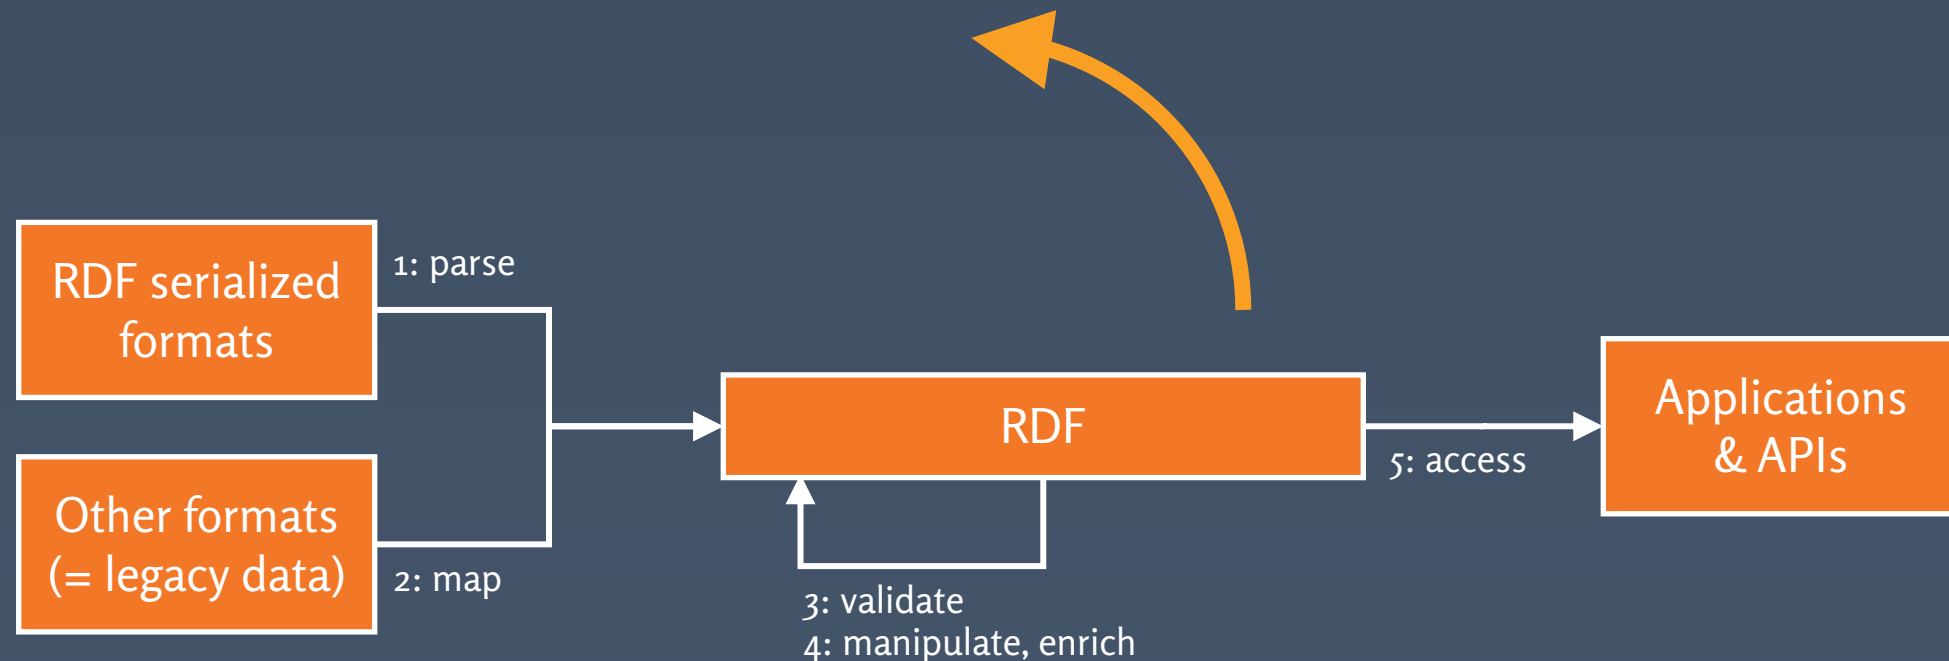 RDF serialized
formats
1: parse
Other formats
(= legacy data)
2: map
RDF
3: validate
4: manipulate, enrich
5: access
Applications
& APIs